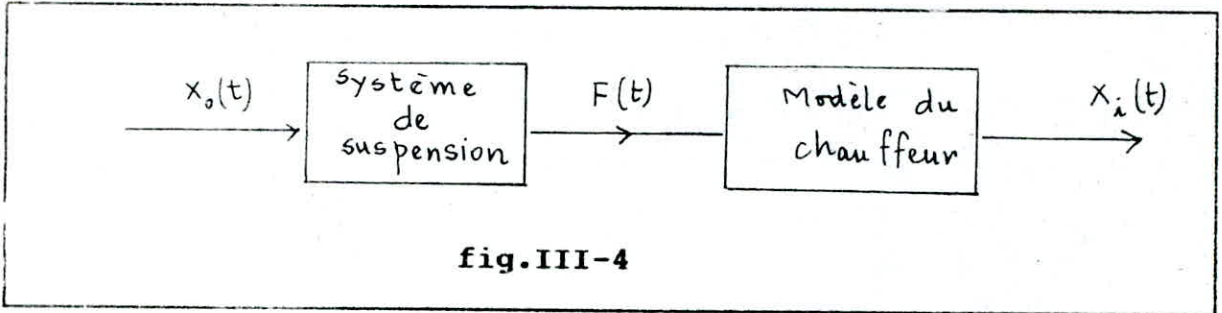 X₀(t)
système
de
suspension
F(t)
Modèle du
chauffeur
Xᵢ(t)
fig.III-4